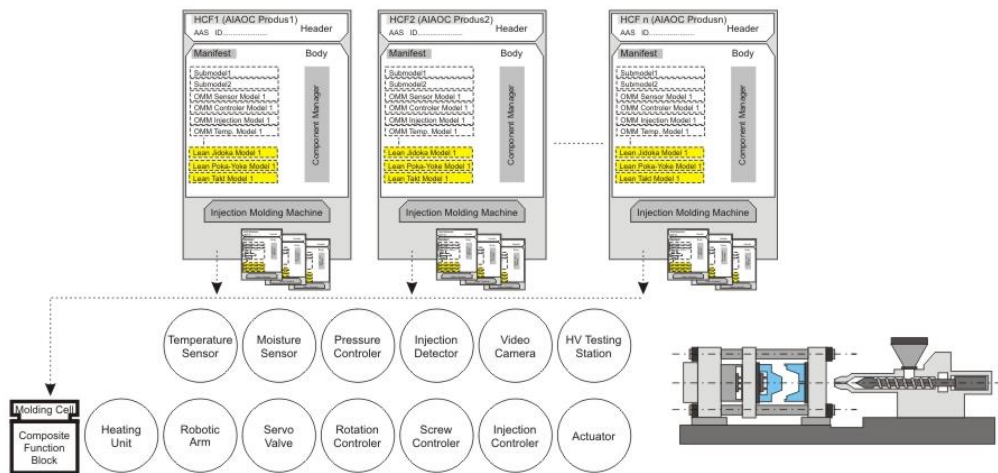 HCF1 (AIAOC Produs1)
AAS ID.....................
Header
Manifest
Body
Submodel1
Submodel2
OMM Sensor Model 1
OMM Controler Model 1
OMM Injection Model 1
OMM Temp. Model 1
Lean Jidoka Model 1
Lean Poka-Yoke Model 1
Lean Takt Model 1
Component Manager
Injection Molding Machine
HCF2 (AIAOC Produs2)
AAS ID.....................
Header
Manifest
Body
Submodel1
Submodel2
OMM Sensor Model 1
OMM Controler Model 1
OMM Injection Model 1
OMM Temp. Model 1
Lean Jidoka Model 1
Lean Poka-Yoke Model 1
Lean Takt Model 1
Component Manager
Injection Molding Machine
HCF n (AIAOC Produsn)
AAS ID.....................
Header
Manifest
Body
Submodel1
Submodel2
OMM Sensor Model 1
OMM Controler Model 1
OMM Injection Model 1
OMM Temp. Model 1
Lean Jidoka Model 1
Lean Poka-Yoke Model 1
Lean Takt Model 1
Component Manager
Injection Molding Machine
Temperature
Sensor
Moisture
Sensor
Pressure
Controler
Injection
Detector
Video
Camera
HV Testing
Station
Molding Cell
Composite
Function
Block
Heating
Unit
Robotic
Arm
Servo
Valve
Rotation
Controler
Screw
Controler
Injection
Controler
Actuator